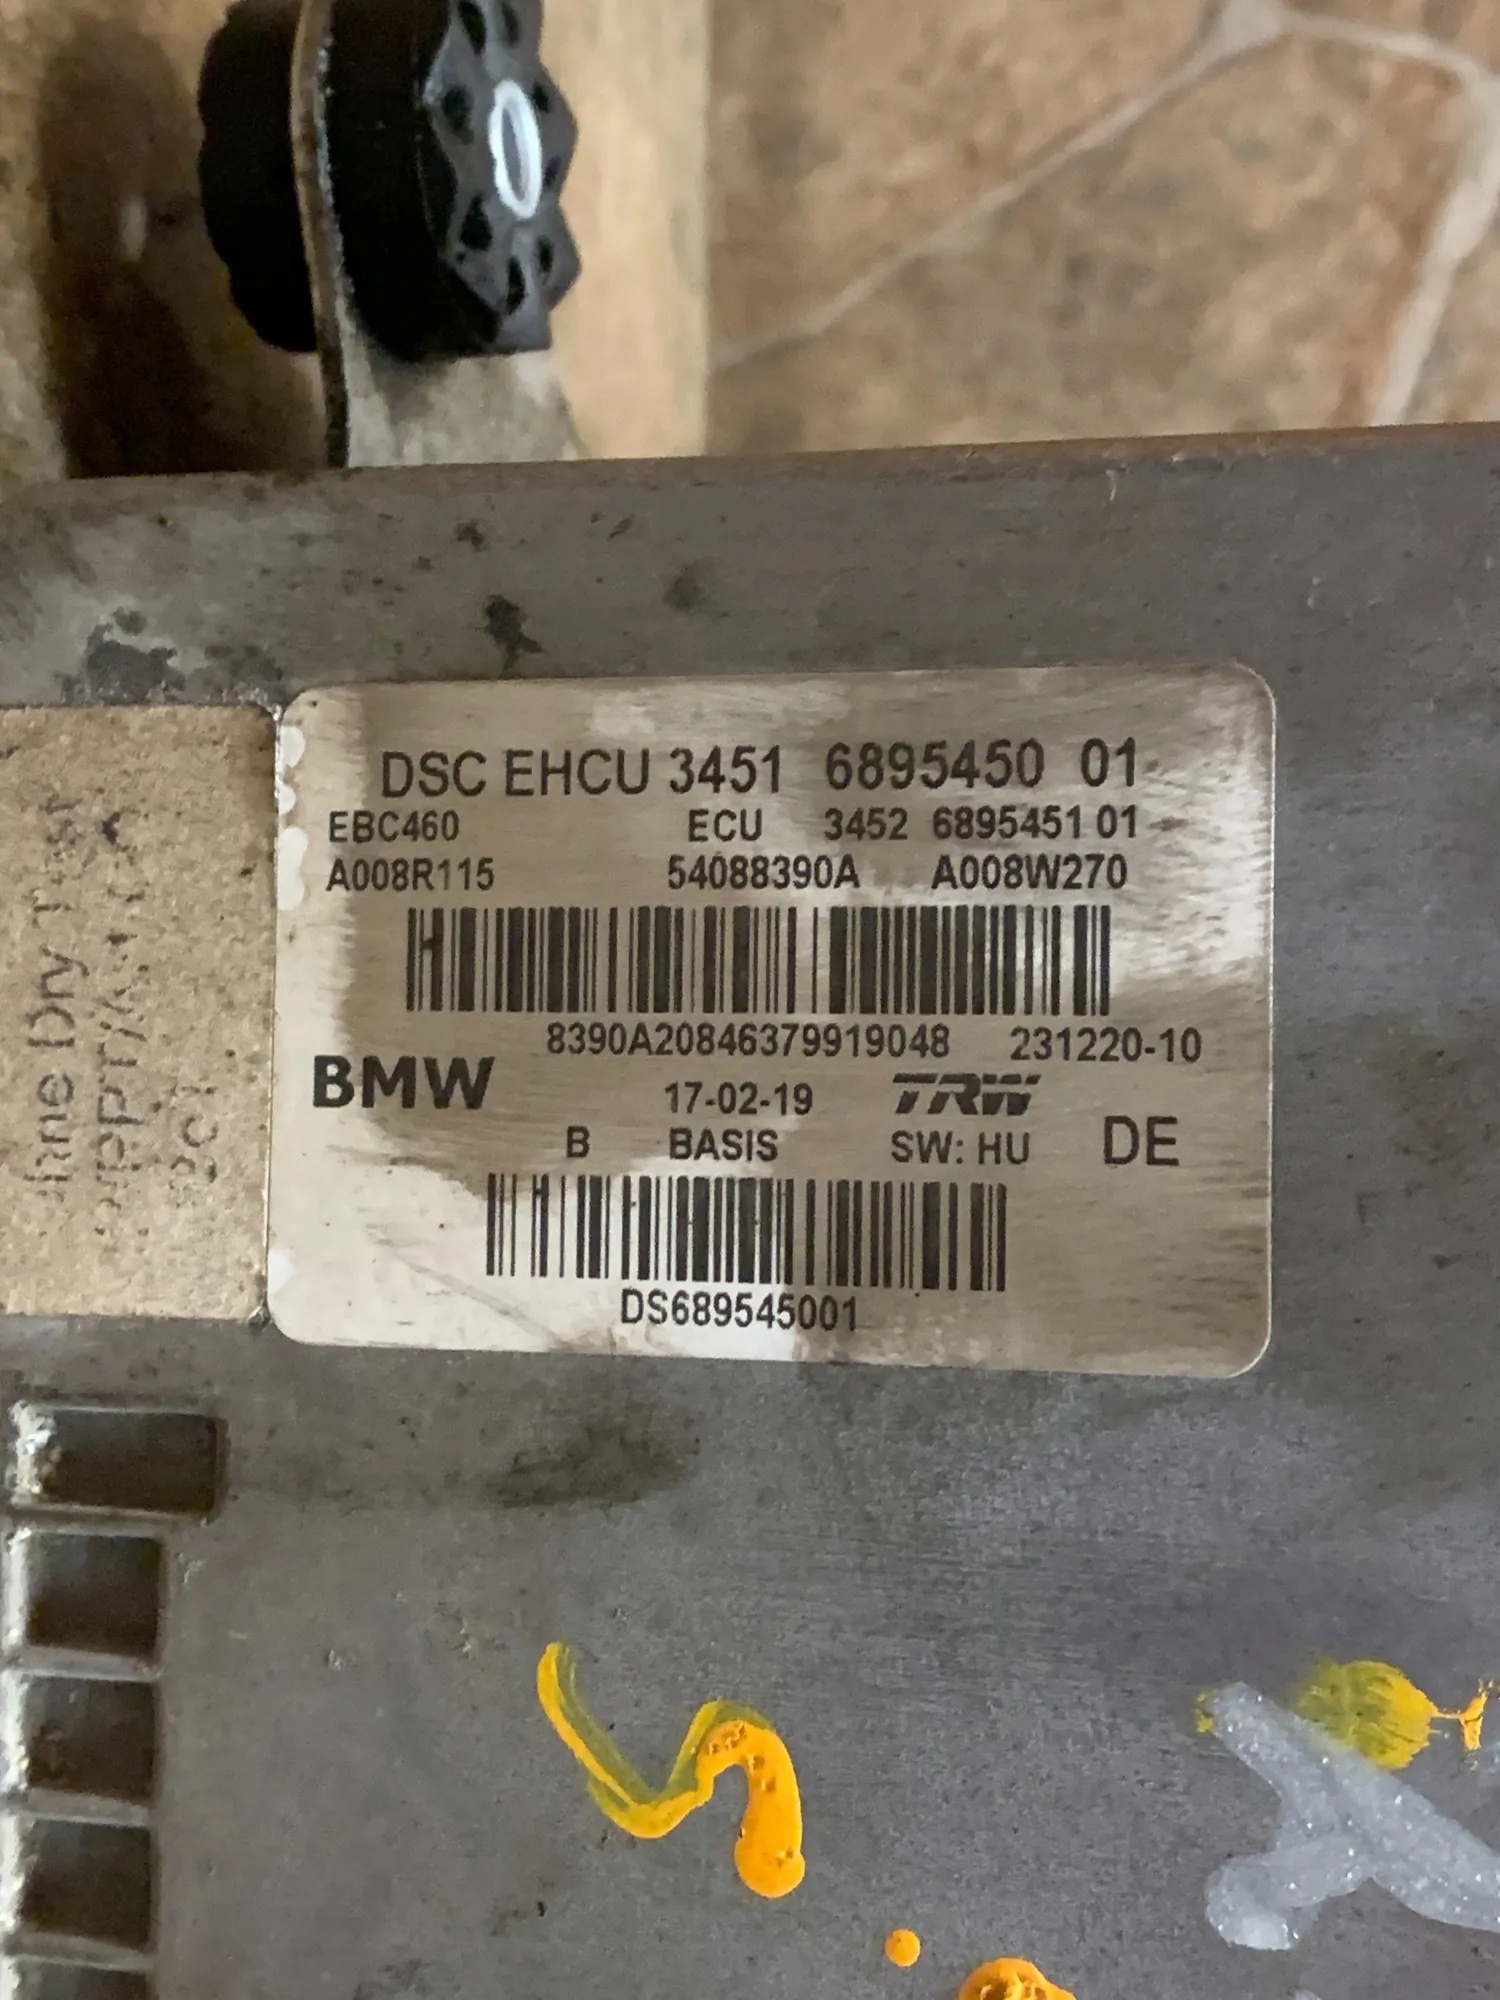 DSC EHCU 3451 6895450 01
EBC460 ECU 3452 6895451 01
A008R115 54088390A A008W270
8390A20846379919048 231220-10
BMW 17-02-19 TRW
B BASIS SW: HU DE
DS689545001
Dry